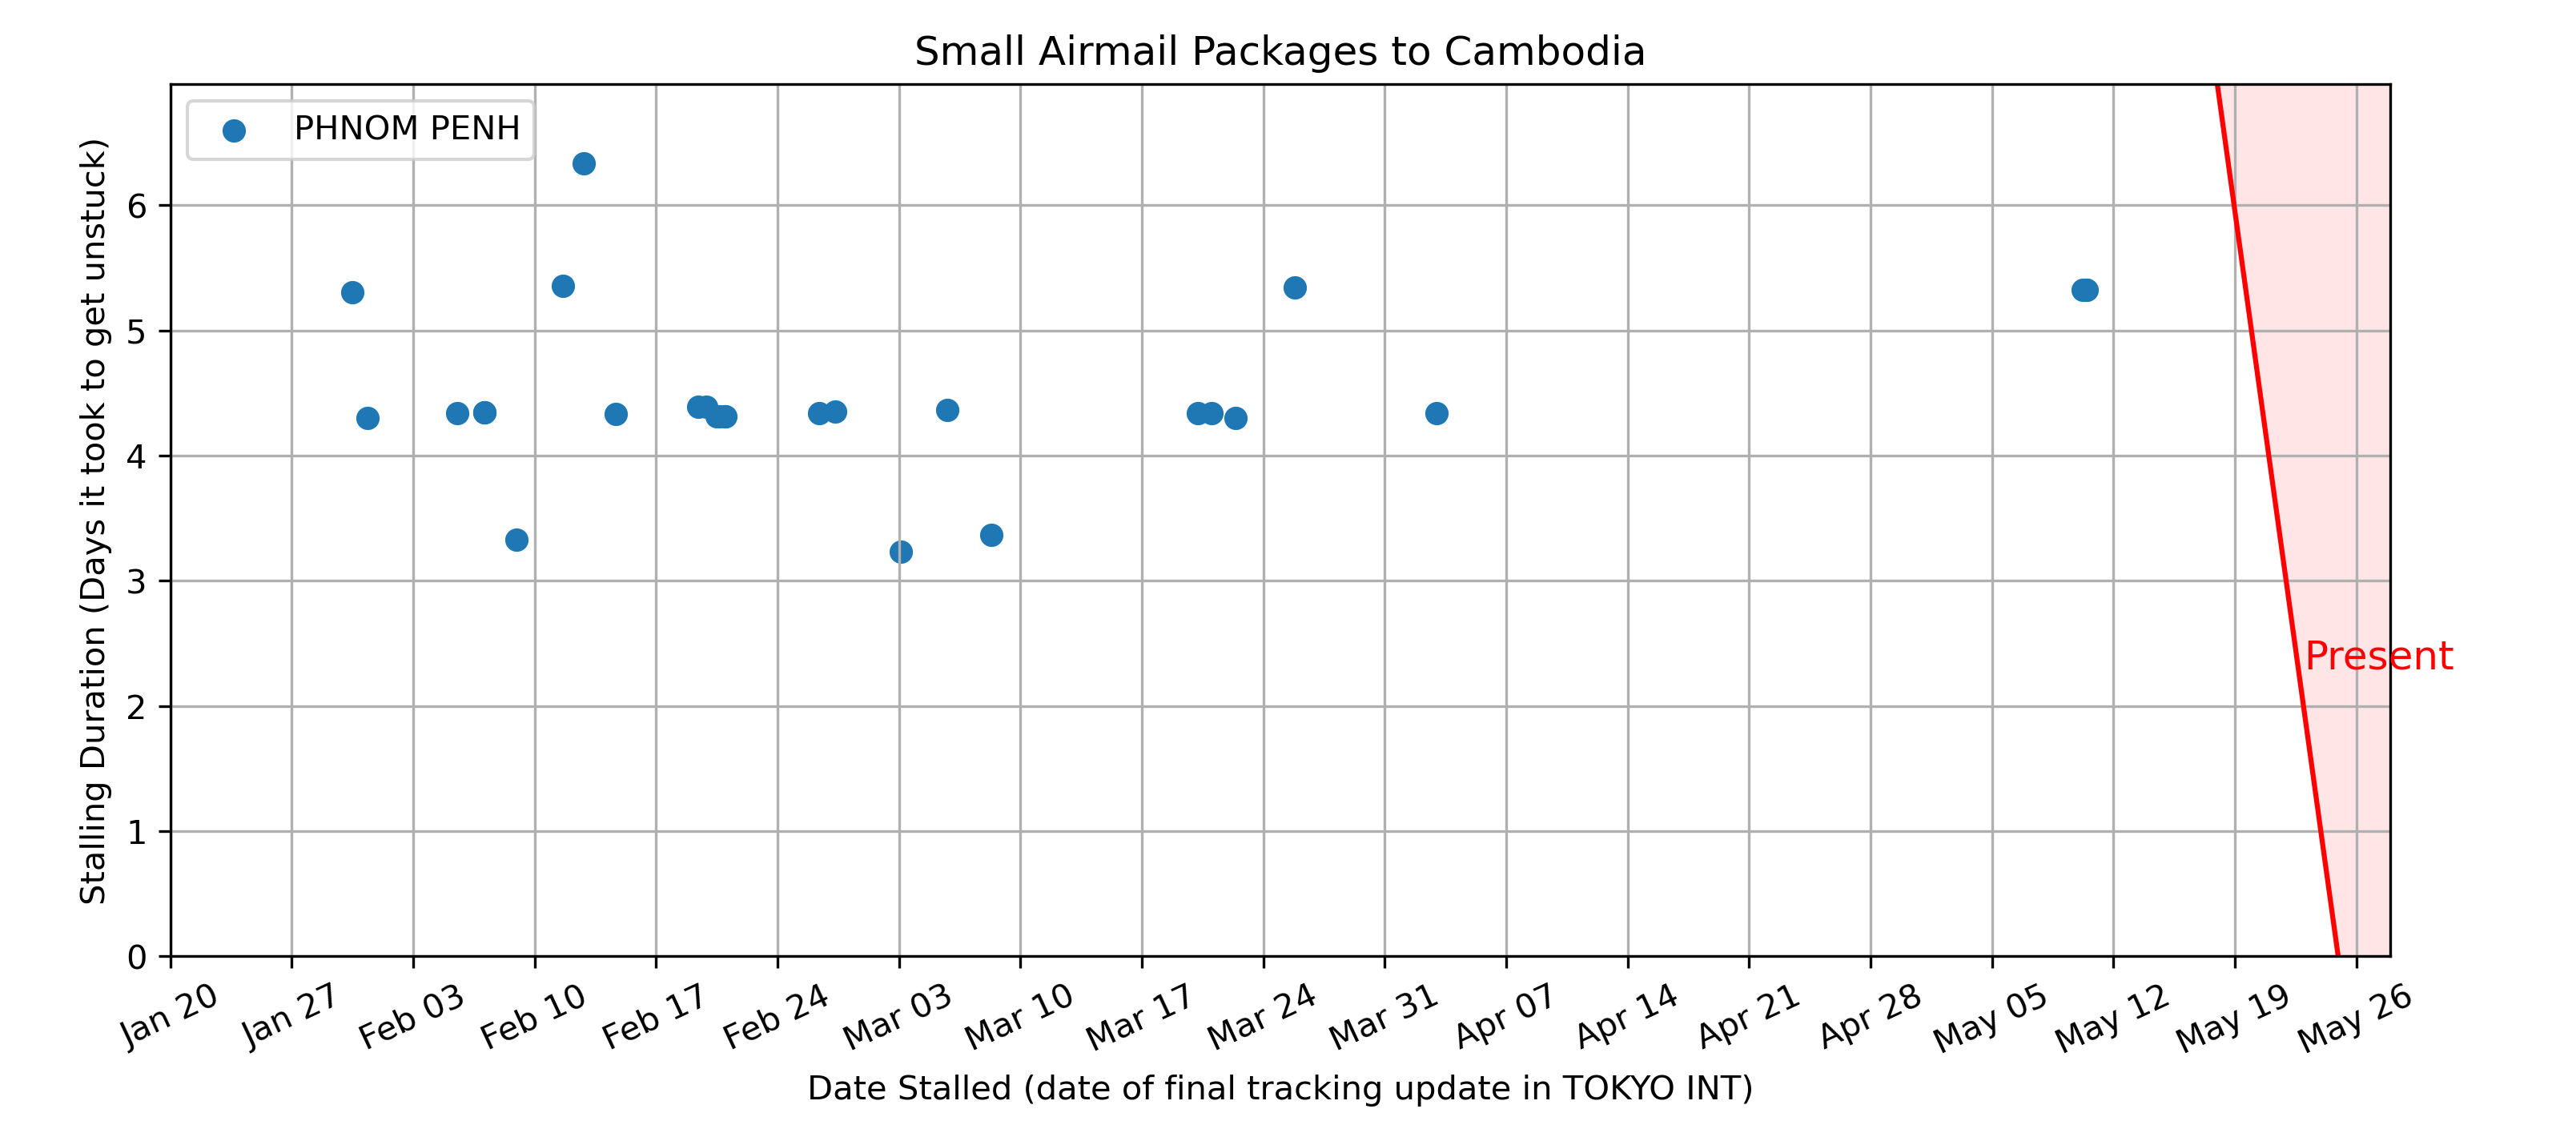 Small Airmail Packages to Cambodia
PHNOM PENH
Stalling Duration (Days it took to get unstuck)
6
5
4
3
2
1
0
Present
Jan 20 Jan 27 Feb 03 Feb 10 Feb 17 Feb 24 Mar 03 Mar 10 Mar 17 Mar 24 Mar 31 Apr 07 Apr 14 Apr 21 Apr 28 May 05 May 12 May 19 May 26
Date Stalled (date of final tracking update in TOKYO INT)